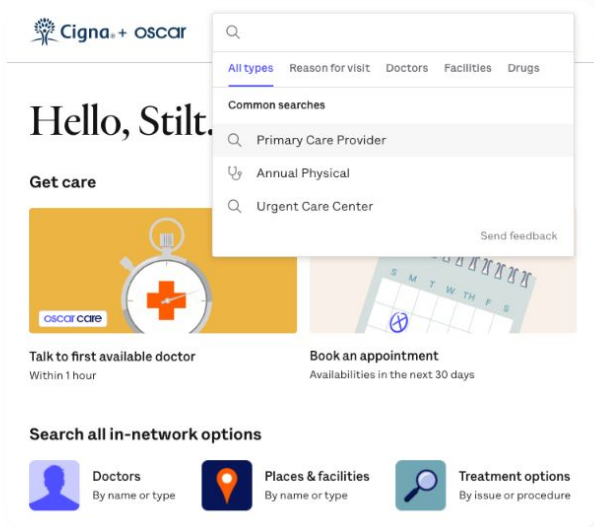 Cigna® + oscar
All types Reason for visit Doctors Facilities Drugs
Common searches
Primary Care Provider
Annual Physical
Urgent Care Center
Send feedback
Hello, Stilt.
Get care
oscar care
S M T W TH F S
Talk to first available doctor
Within 1 hour
Book an appointment
Availabilities in the next 30 days
Search all in-network options
Doctors
By name or type
Places & facilities
By name or type
Treatment options
By issue or procedure